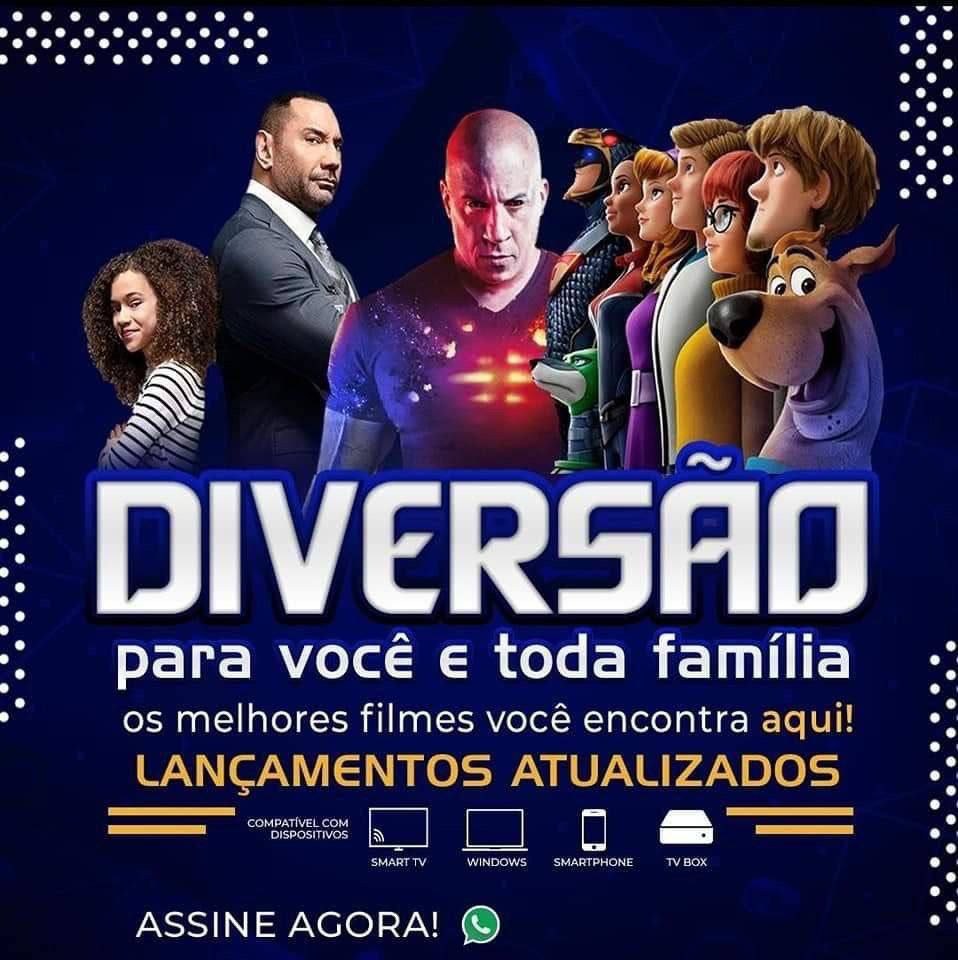 DIVERSÃO
para você e toda família
os melhores filmes você encontra aqui!
LANÇAMENTOS ATUALIZADOS
COMPATÍVEL COM
DISPOSITIVOS
SMART TV
WINDOWS
SMARTPHONE
TV BOX
ASSINE AGORA!